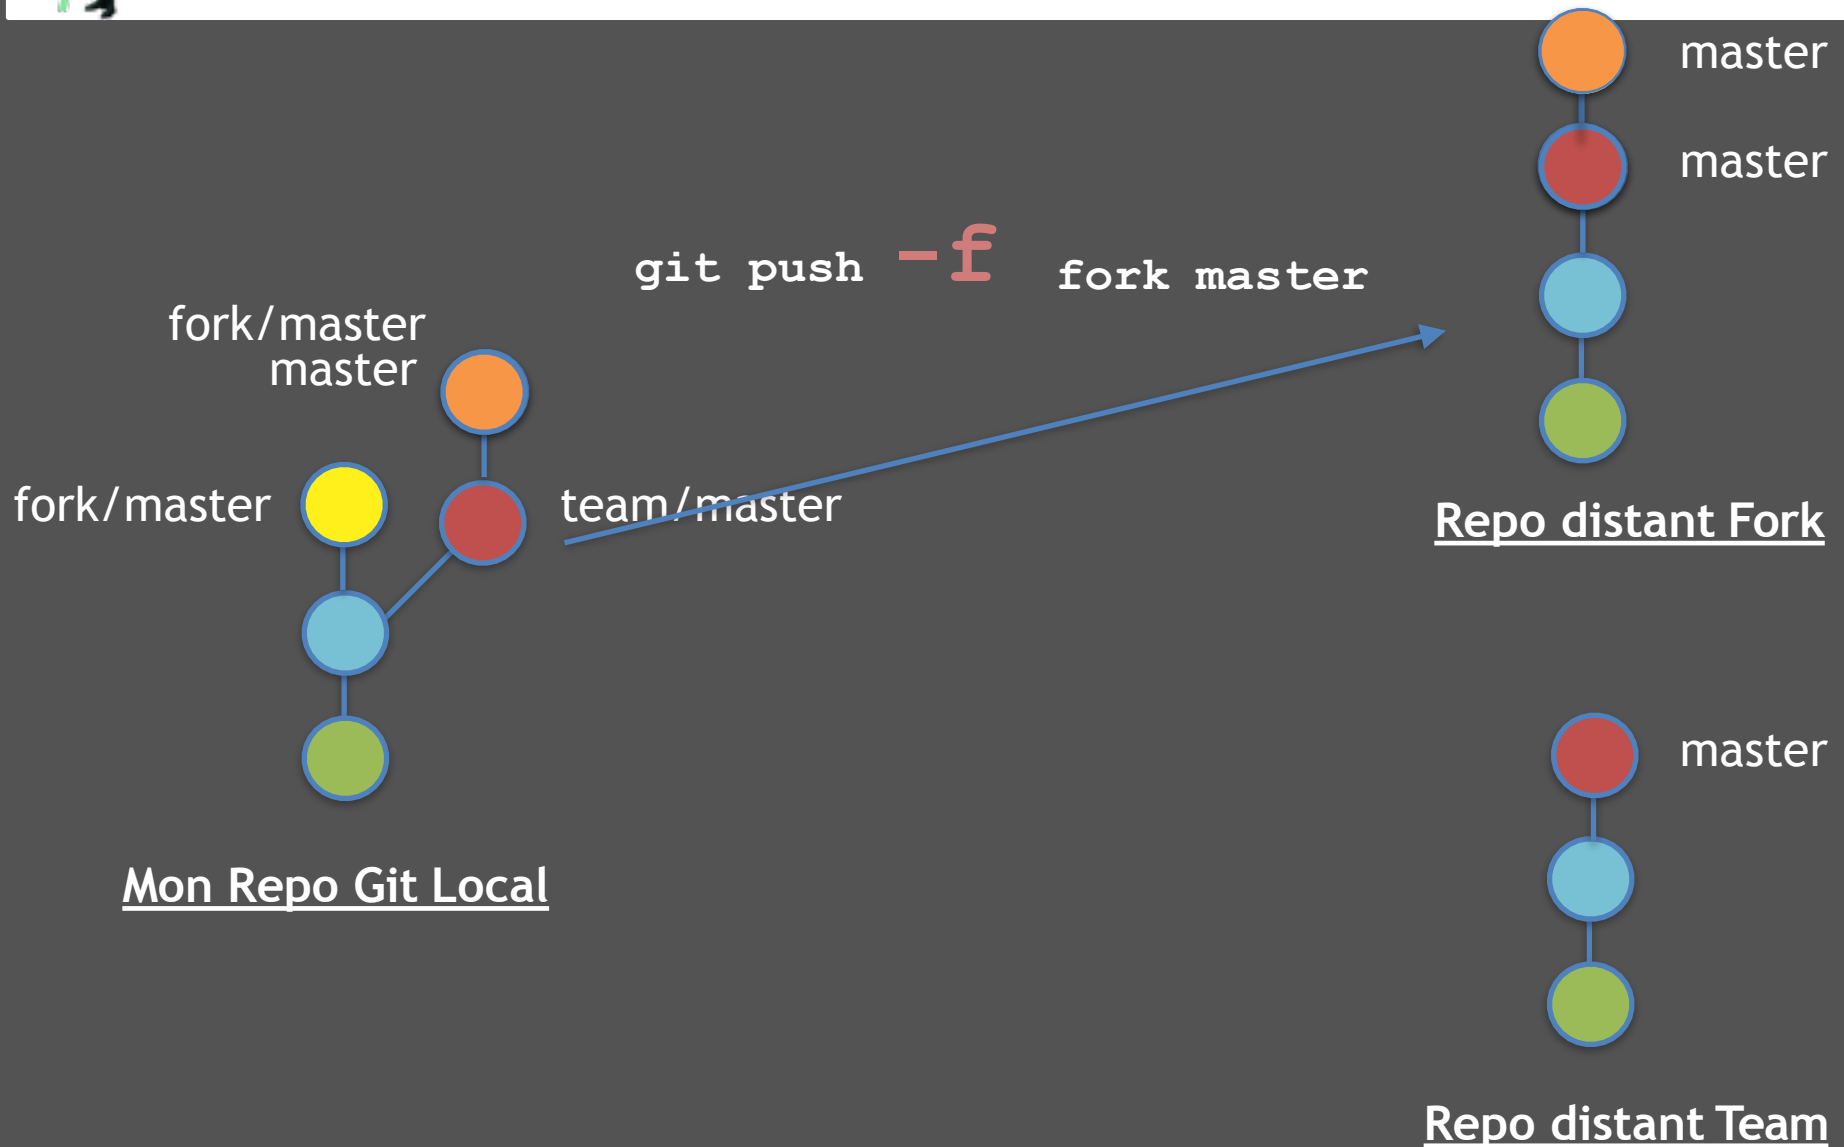 master
master
git push -f fork master
fork/master
master
fork/master
team/master
Repo distant Fork
master
Mon Repo Git Local
Repo distant Team